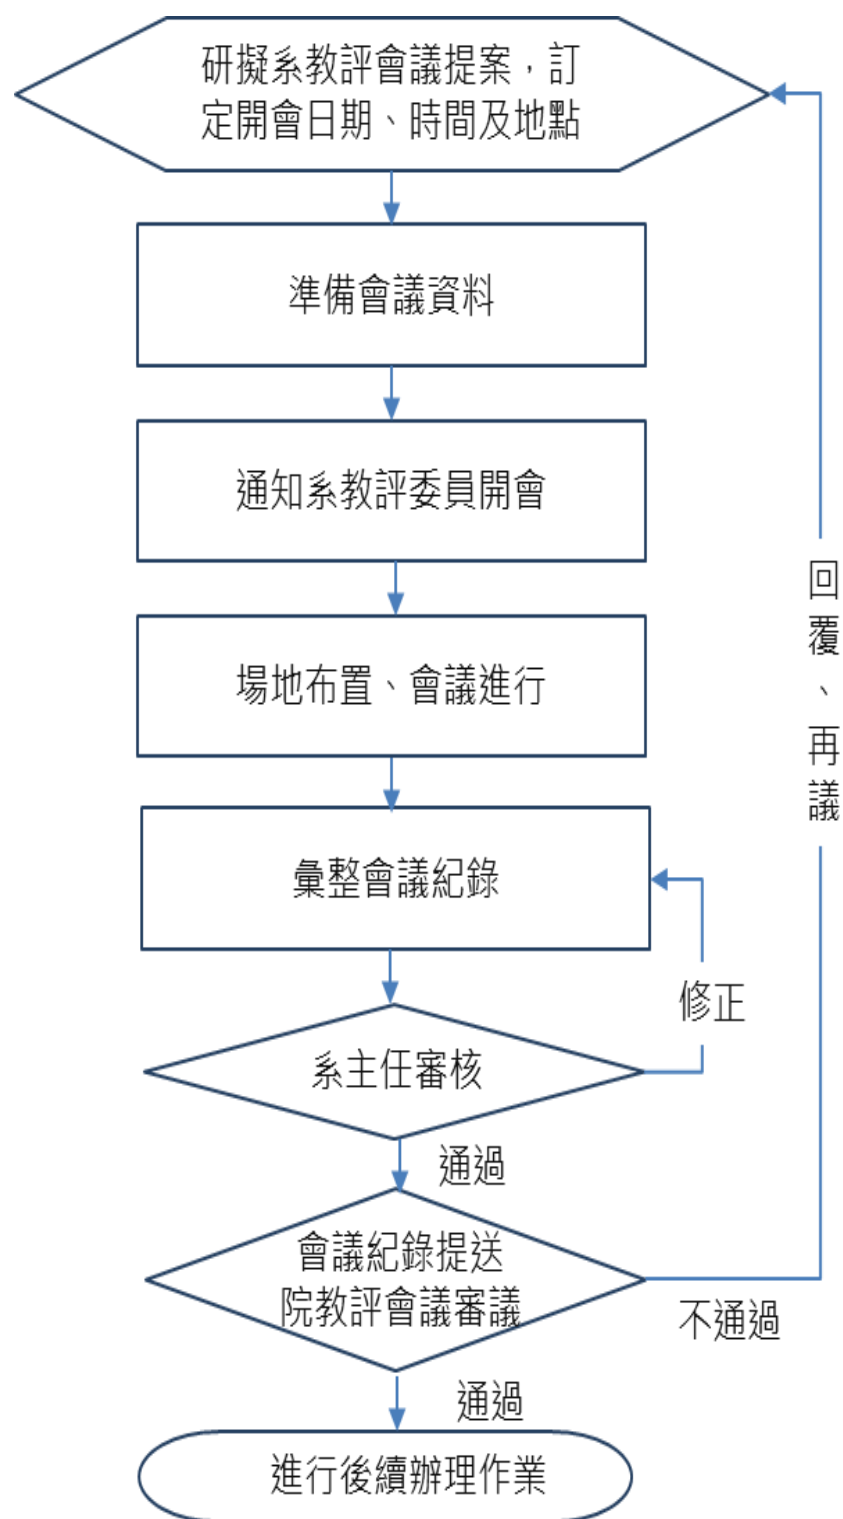 研擬系教評會議提案，訂
定開會日期、時間及地點
準備會議資料
通知系教評委員開會
場地布置、會議進行
彙整會議紀錄
修正
系主任審核
通過
會議紀錄提送
院教評會議審議
不通過
回覆、再議
通過
進行後續辦理作業